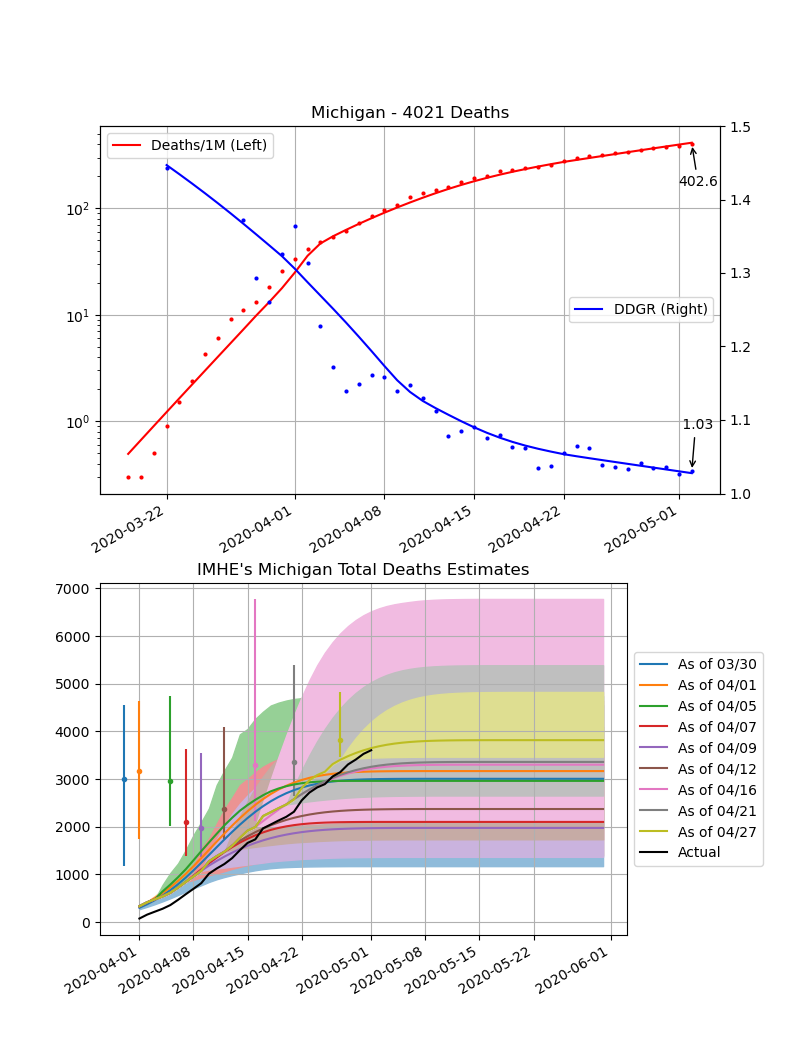 Michigan - 4021 Deaths
Deaths/1M (Left)
DDGR (Right)
402.6
1.03
10²
10¹
10⁰
1.5
1.4
1.3
1.2
1.1
1.0
2020-03-22
2020-04-01
2020-04-08
2020-04-15
2020-04-22
2020-05-01
IMHE's Michigan Total Deaths Estimates
7000
6000
5000
4000
3000
2000
1000
0
2020-04-01
2020-04-08
2020-04-15
2020-04-22
2020-05-01
2020-05-08
2020-05-15
2020-05-22
2020-06-01
As of 03/30
As of 04/01
As of 04/05
As of 04/07
As of 04/09
As of 04/12
As of 04/16
As of 04/21
As of 04/27
Actual